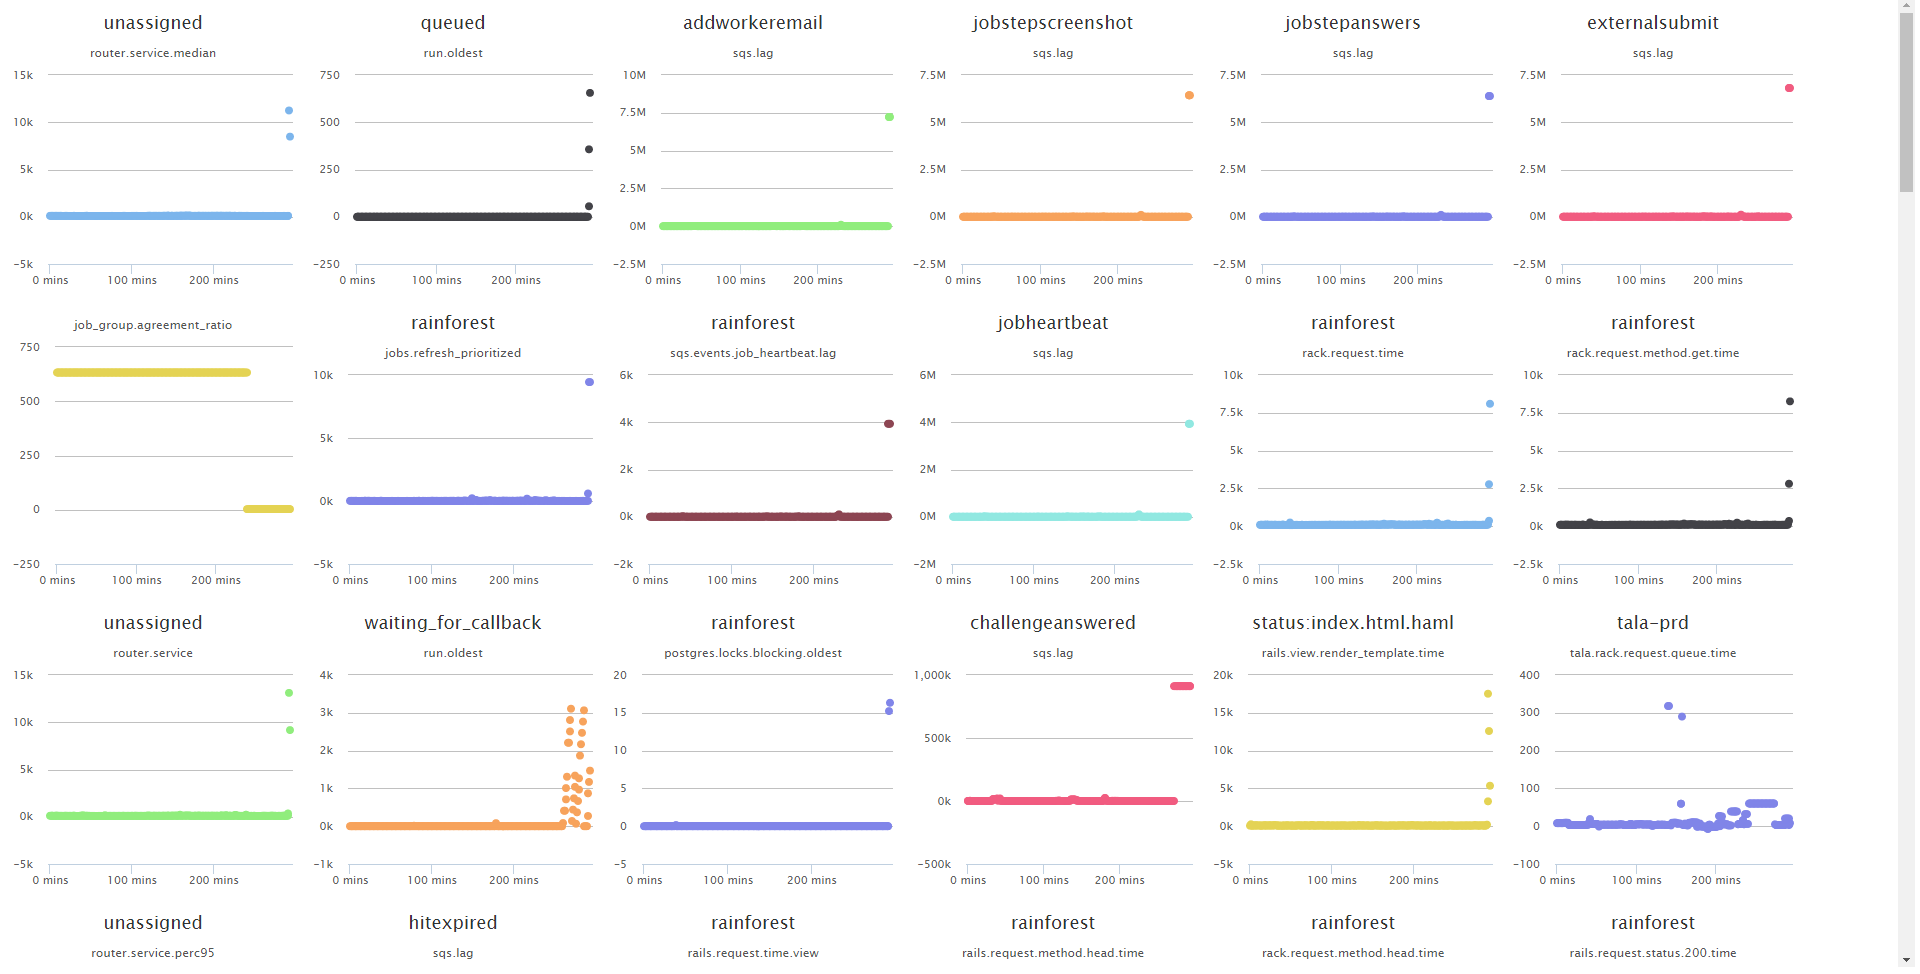 unassigned
router.service.median
15k
10k
5k
0k
−5k
0 mins 100 mins 200 mins
queued
run.oldest
750
500
250
0
−250
0 mins 100 mins 200 mins
addworkeremail
sqs.lag
10M
7.5M
5M
2.5M
0M
−2.5M
0 mins 100 mins 200 mins
jobstepscreenshot
sqs.lag
7.5M
5M
2.5M
0M
−2.5M
0 mins 100 mins 200 mins
jobstepanswers
sqs.lag
7.5M
5M
2.5M
0M
−2.5M
0 mins 100 mins 200 mins
externalsubmit
sqs.lag
7.5M
5M
2.5M
0M
−2.5M
0 mins 100 mins 200 mins
job_group.agreement_ratio
750
500
250
0
−250
0 mins 100 mins 200 mins
rainforest
jobs.refresh_prioritized
10k
5k
0k
−5k
0 mins 100 mins 200 mins
rainforest
sqs.events.job_heartbeat.lag
6k
4k
2k
0k
−2k
0 mins 100 mins 200 mins
jobheartbeat
sqs.lag
6M
4M
2M
0M
−2M
0 mins 100 mins 200 mins
rainforest
rack.request.time
10k
7.5k
5k
2.5k
0k
−2.5k
0 mins 100 mins 200 mins
rainforest
rack.request.method.get.time
10k
7.5k
5k
2.5k
0k
−2.5k
0 mins 100 mins 200 mins
unassigned
router.service
15k
10k
5k
0k
−5k
0 mins 100 mins 200 mins
waiting_for_callback
run.oldest
4k
3k
2k
1k
0k
−1k
0 mins 100 mins 200 mins
rainforest
postgres.locks.blocking.oldest
20
15
10
5
0
−5
0 mins 100 mins 200 mins
challengeanswered
sqs.lag
1,000k
500k
0k
−500k
0 mins 100 mins 200 mins
status:index.html.haml
rails.view.render_template.time
20k
15k
10k
5k
0k
−5k
0 mins 100 mins 200 mins
tala-prd
tala.rack.request.queue.time
400
300
200
100
0
−100
0 mins 100 mins 200 mins
unassigned
router.service.perc95
hitexpired
sqs.lag
rainforest
rails.request.time.view
rainforest
rails.request.method.head.time
rainforest
rack.request.method.head.time
rainforest
rails.request.status.200.time